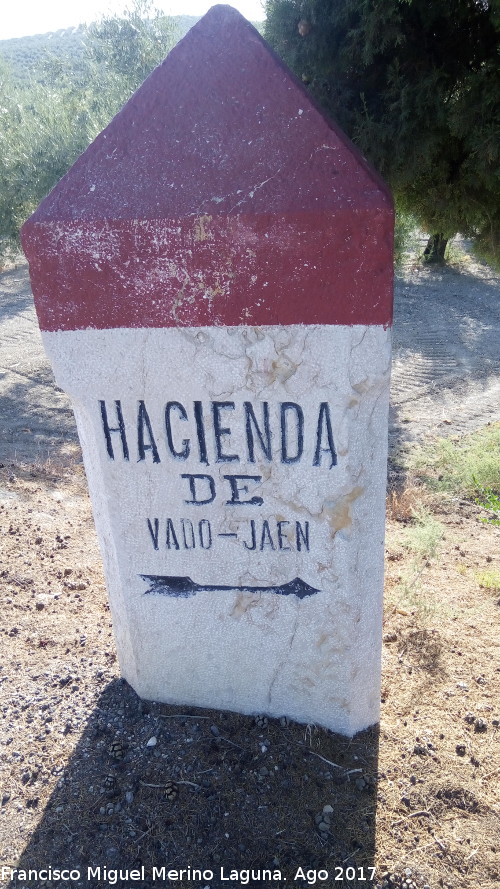 HACIENDA
DE
VADO-JAEN
Francisco Miguel Merino Laguna. Ago 2017